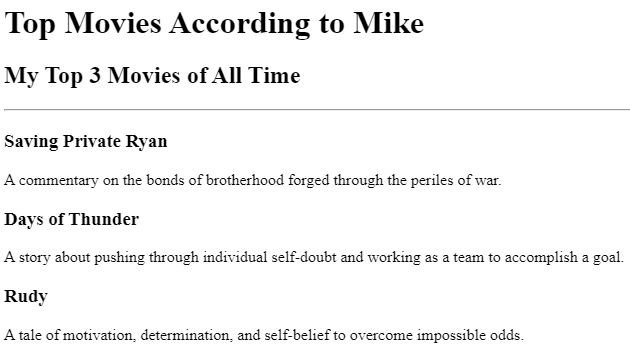 Top Movies According to Mike
My Top 3 Movies of All Time
Saving Private Ryan
A commentary on the bonds of brotherhood forged through the periles of war.
Days of Thunder
A story about pushing through individual self-doubt and working as a team to accomplish a goal.
Rudy
A tale of motivation, determination, and self-belief to overcome impossible odds.